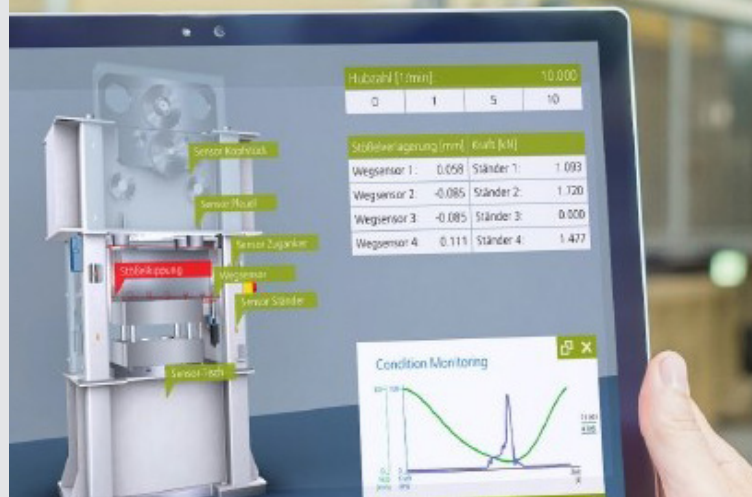 Hubzahl [1/min]: 10.000
0 1 5 10
Stößelverlagerung [mm] Kraft [kN]
Wegsensor 1: 0.058 Ständer 1: 1.093
Wegsensor 2: -0.085 Ständer 2: 1.720
Wegsensor 3: -0.085 Ständer 3: 0.000
Wegsensor 4: 0.111 Ständer 4: 1.477
Sensor Kopfstück
Sensor Pleuel
Sensor Zuganker
Stößelkippung
Wegsensor
Sensor Ständer
Sensor Tisch
Condition Monitoring